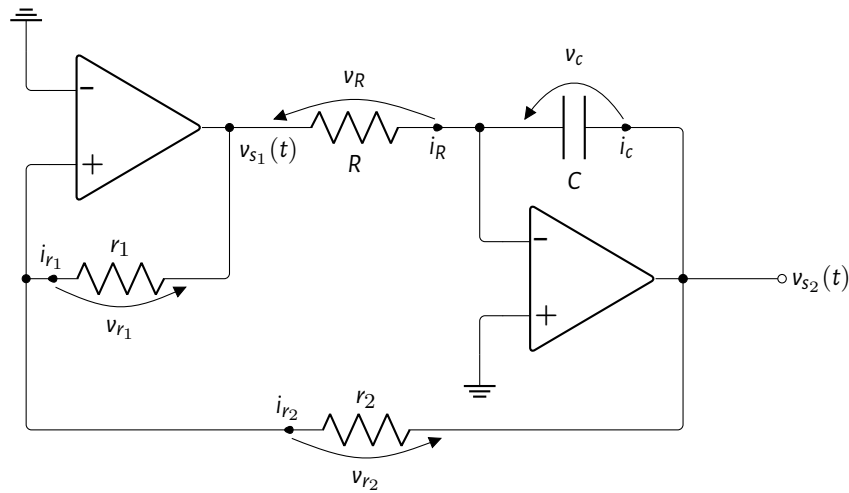 v_c
v_R
−
v_{s_1}(t)
R
i_R
C
i_c
+
i_{r_1}
r_1
v_{r_1}
−
v_{s_2}(t)
+
i_{r_2}
r_2
v_{r_2}